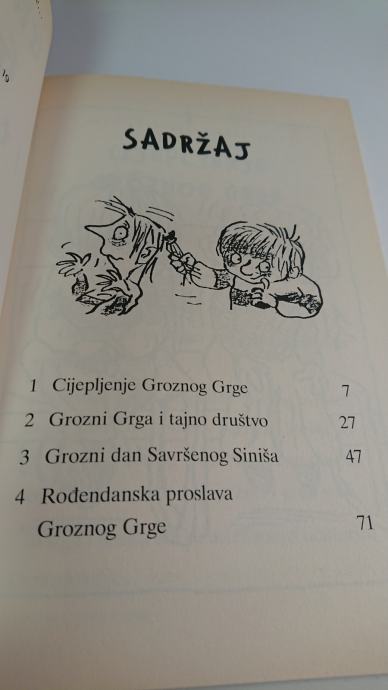 SADRŽAJ
1 Cijepljenje Groznog Grge 7
2 Grozni Grga i tajno društvo 27
3 Grozni dan Savršenog Siniša 47
4 Rođendanska proslava
Groznog Grge 71